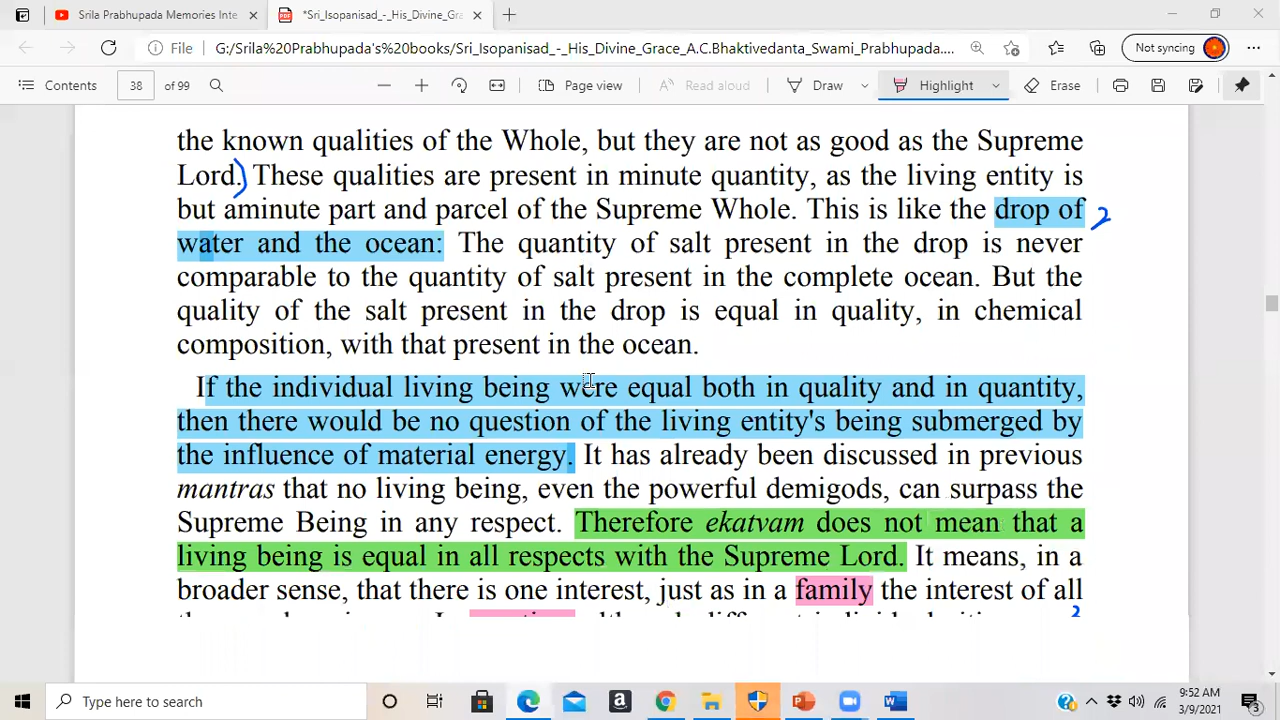 Srila Prabhupada Memories Inte
*Sri_Isopanisad_-_His_Divine_Gra
File
G:/Srila%20Prabhupada's%20books/Sri_Isopanisad_-_His_Divine_Grace_A.C.Bhaktivedanta_Swami_Prabhupada....
Not syncing
Contents
38
of 99
Page view
Read aloud
Draw
Highlight
Erase
the known qualities of the Whole, but they are not as good as the Supreme
Lord.) These qualities are present in minute quantity, as the living entity is
but aminute part and parcel of the Supreme Whole. This is like the drop of 2
water and the ocean: The quantity of salt present in the drop is never
comparable to the quantity of salt present in the complete ocean. But the
quality of the salt present in the drop is equal in quality, in chemical
composition, with that present in the ocean.
If the individual living being were equal both in quality and in quantity,
then there would be no question of the living entity's being submerged by
the influence of material energy. It has already been discussed in previous
mantras that no living being, even the powerful demigods, can surpass the
Supreme Being in any respect. Therefore ekatvam does not mean that a
living being is equal in all respects with the Supreme Lord. It means, in a
broader sense, that there is one interest, just as in a family the interest of all
Type here to search
9:52 AM
3/9/2021
3